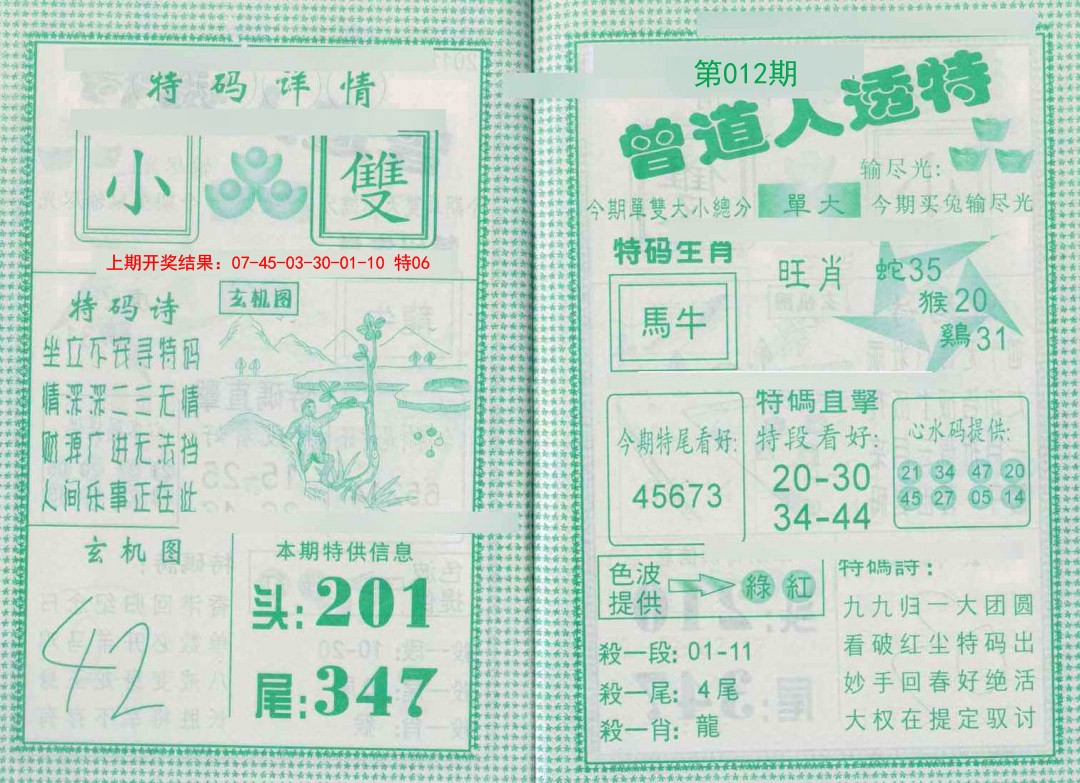 特码详情
小
雙
上期开奖结果：07-45-03-30-01-10 特06
特码诗
坐立不安寻特码
情深深二三无情
财源广进无法挡
人间乐事正在此
玄机图
玄机图
42
本期特供信息
头:201
尾:347
第012期
曾道人透特
输尽光:
今期單雙大小總分
單大
今期买兔输尽光
特码生肖
馬牛
旺肖
蛇35
猴20
鷄31
今期特尾看好:
45673
特碼直擊
特段看好:
20-30
34-44
心水码提供:
21 34 47 20
45 27 05 14
色波
提供
綠 紅
殺一段: 01-11
殺一尾: 4尾
殺一肖: 龍
特碼詩:
九九归一大团圆
看破红尘特码出
妙手回春好绝活
大权在提定驭讨